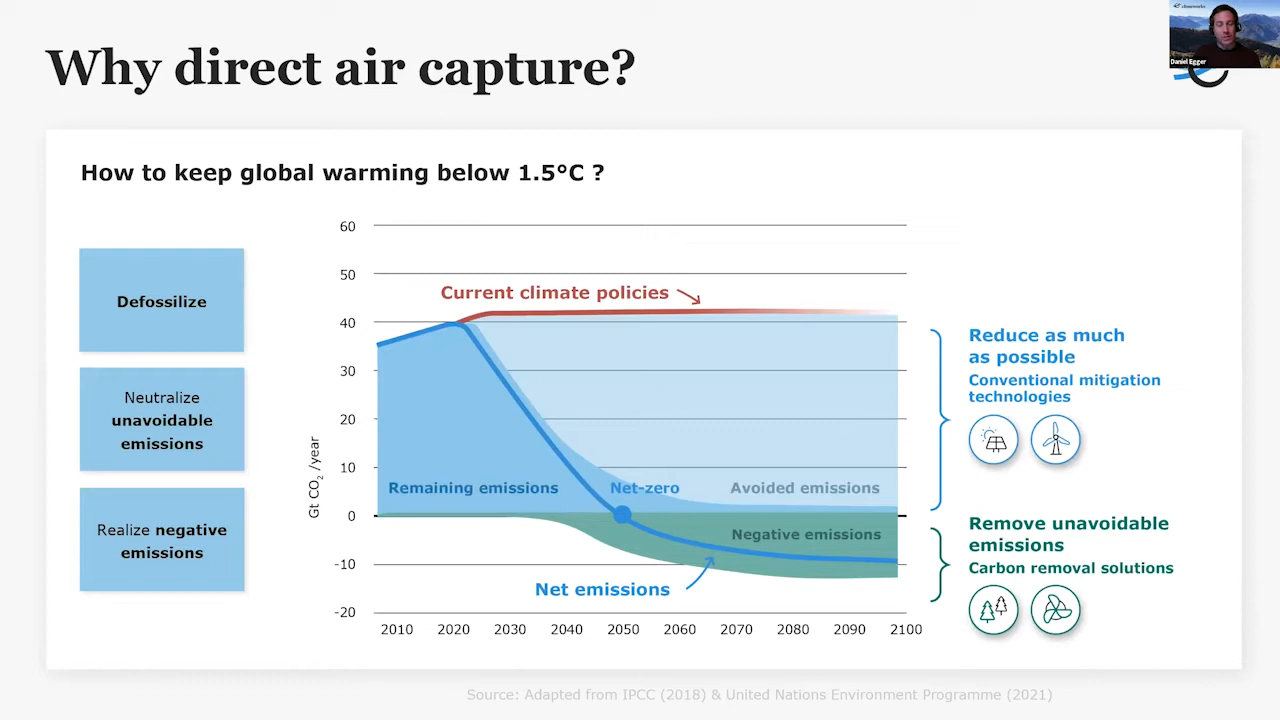 climeworks
Daniel Egger
Why direct air capture?
How to keep global warming below 1.5°C ?
Defossilize
Neutralize
unavoidable
emissions
Realize negative
emissions
Gt CO₂ /year
60
50
40
30
20
10
0
-10
-20
Current climate policies
Remaining emissions
Net-zero
Avoided emissions
Negative emissions
Net emissions
2010 2020 2030 2040 2050 2060 2070 2080 2090 2100
Reduce as much
as possible
Conventional mitigation
technologies
Remove unavoidable
emissions
Carbon removal solutions
Source: Adapted from IPCC (2018) & United Nations Environment Programme (2021)